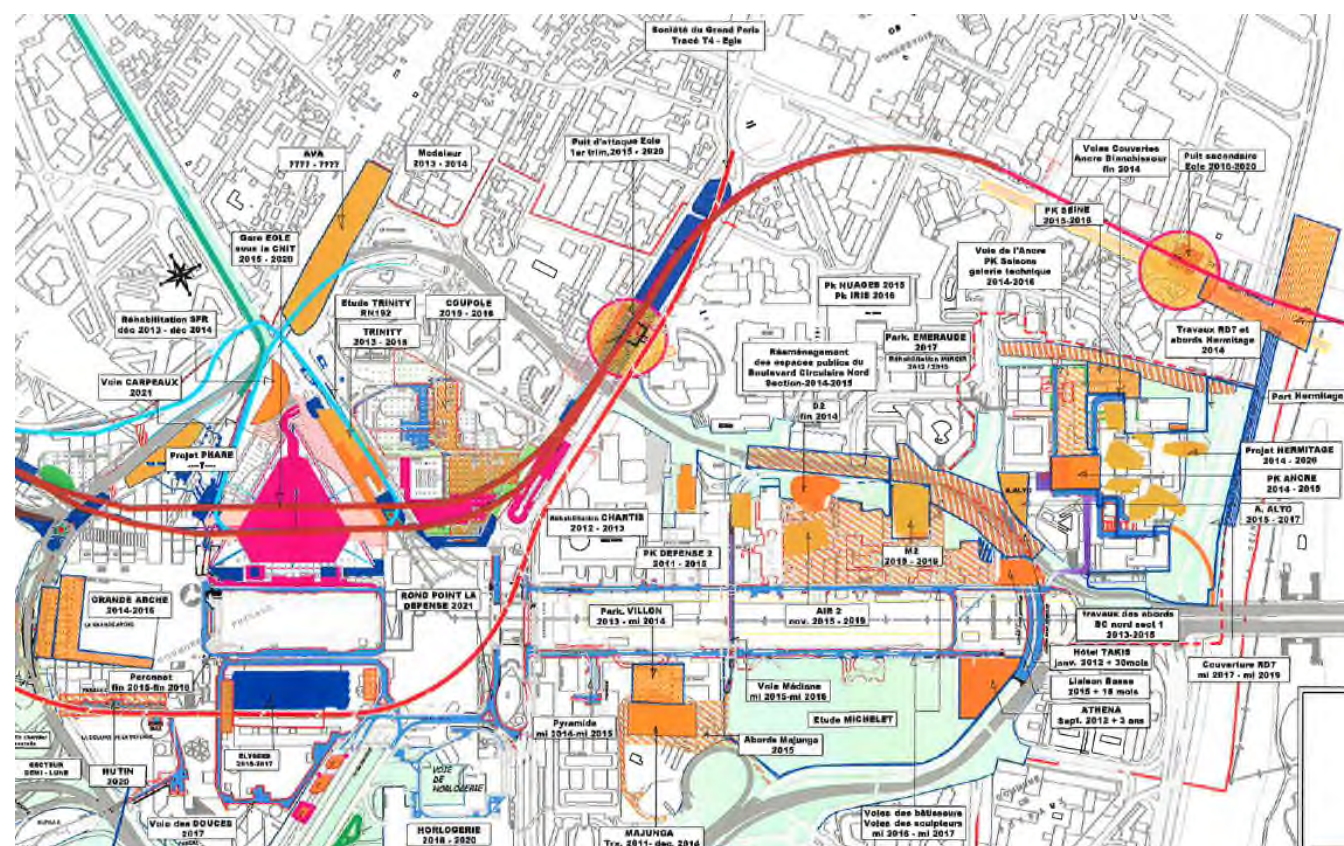 Société du Grand Paris
Tracé T4 - Egle
AVA
???? - ????
Modeleur
2013 - 2014
Puit d'attaque Eole
1er trim,2015 - 2020
Voies Couvertes
Ancre Blanchisseur
fin 2014
Puit secondaire
Eole 2016-2020
PK SEINE
2015-2016
Gare EOLE
sous la CNIT
2015 - 2020
Voie de l'Ancre
PK Saisons
galerie technique
2014-2016
Pk NUAGES 2015
Pk IRIS 2016
Etude TRINITY
RN192
COUPOLE
2015 - 2016
Réhabilitation SFR
déc 2013 - déc 2014
TRINITY
2013 - 2018
Park. EMERAUDE
2017
Travaux RD7 et
abords Hermitage
2014
Réaménagement
des espaces publics du
Boulevard Circulaire Nord
Section-2014-2015
Voie CARPEAUX
2021
Port Hermitage
D2
fin 2014
Projet PHARE
Projet HERMITAGE
2014 - 2020
PK ANCRE
2014 - 2015
A. ALTO
A. ALTO
2015 - 2017
Réhabilitation CHARTIS
2012 - 2013
PK DEFENSE 2
2011 - 2015
M2
GRANDE ARCHE
2014-2016
ROND POINT LA
DEFENSE 2021
Park. VILLON
2013 - mi 2014
AIR 2
nov. 2015 - 2019
Travaux des abords
BC nord sect 1
2013-2015
Hôtel TAKIS
janv. 2012 + 30mois
Couverture RD7
mi 2017 - mi 2019
Peronnet
fin 2015-fin 2018
Voie Médiane
mi 2015-mi 2016
Liaison Basse
2015 + 18 mois
Etude MICHELET
ATHENA
Sept. 2012 + 3 ans
Pyramide
mi 2014-mi 2015
Abords Majunga
2015
SECTEUR
DEMI - LUNE
HUTIN
2020
ELYSEES
2015-2017
VOIE
DE
L'HORLOGERIE
Voie des DOUCES
2017
HORLOGERIE
2018 - 2020
MAJUNGA
Trx. 2011- dec. 2014
Voies des bâtisseurs
Voies des sculpteurs
mi 2016 - mi 2017